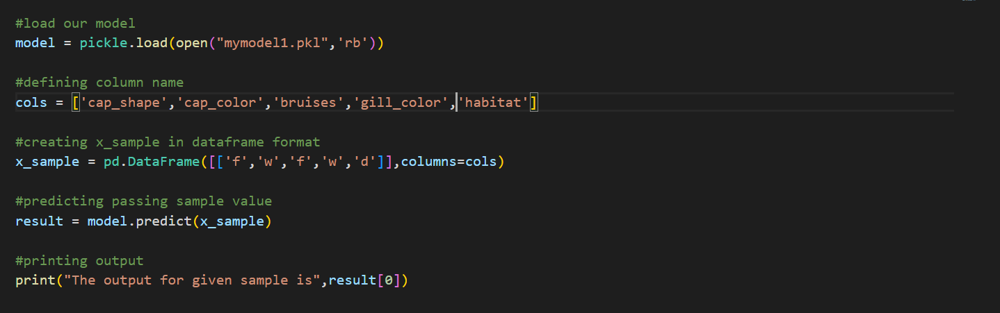 #load our model
model = pickle.load(open("mymodel1.pkl",'rb'))
#defining column name
cols = ['cap_shape','cap_color','bruises','gill_color','habitat']
#creating x_sample in dataframe format
x_sample = pd.DataFrame([['f','w','f','w','d']],columns=cols)
#predicting passing sample value
result = model.predict(x_sample)
#printing output
print("The output for given sample is",result[0])